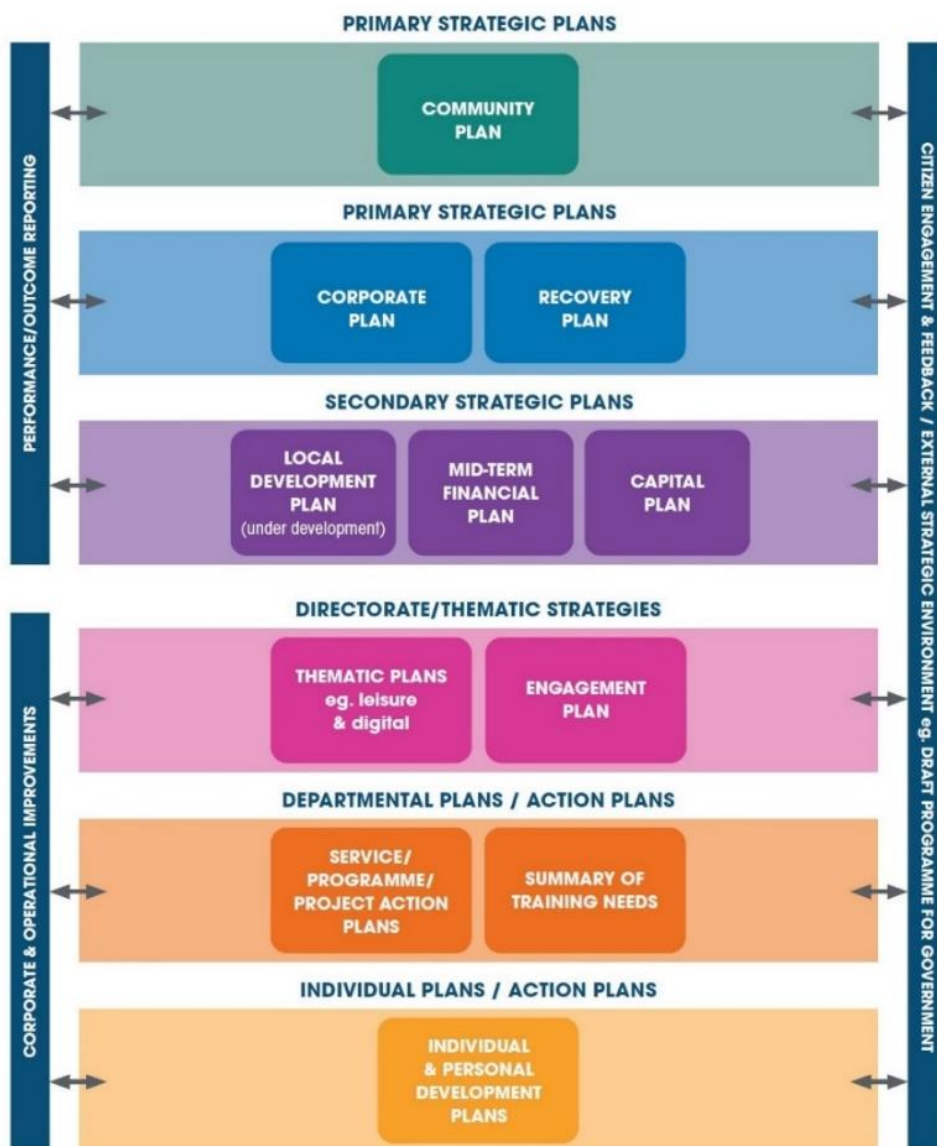 PRIMARY STRATEGIC PLANS
COMMUNITY
PLAN
PRIMARY STRATEGIC PLANS
CORPORATE
PLAN
RECOVERY
PLAN
SECONDARY STRATEGIC PLANS
LOCAL
DEVELOPMENT
PLAN
(under development)
MID-TERM
FINANCIAL
PLAN
CAPITAL
PLAN
DIRECTORATE/THEMATIC STRATEGIES
THEMATIC PLANS
eg. leisure
& digital
ENGAGEMENT
PLAN
DEPARTMENTAL PLANS / ACTION PLANS
SERVICE/
PROGRAMME/
PROJECT ACTION
PLANS
SUMMARY OF
TRAINING NEEDS
INDIVIDUAL PLANS / ACTION PLANS
INDIVIDUAL
& PERSONAL
DEVELOPMENT
PLANS
PERFORMANCE/OUTCOME REPORTING
CORPORATE & OPERATIONAL IMPROVEMENTS
CITIZEN ENGAGEMENT & FEEDBACK / EXTERNAL STRATEGIC ENVIRONMENT eg. DRAFT PROGRAMME FOR GOVERNMENT